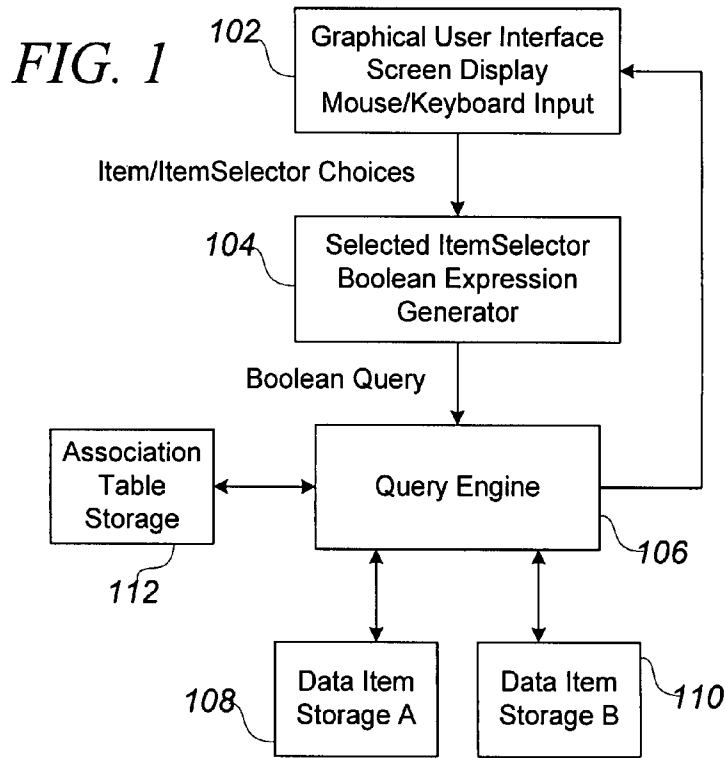 FIG. 1
102
Graphical User Interface
Screen Display
Mouse/Keyboard Input
Item/ItemSelector Choices
104
Selected ItemSelector
Boolean Expression
Generator
Boolean Query
Association
Table
Storage
112
Query Engine
106
108
Data Item
Storage A
Data Item
Storage B
110